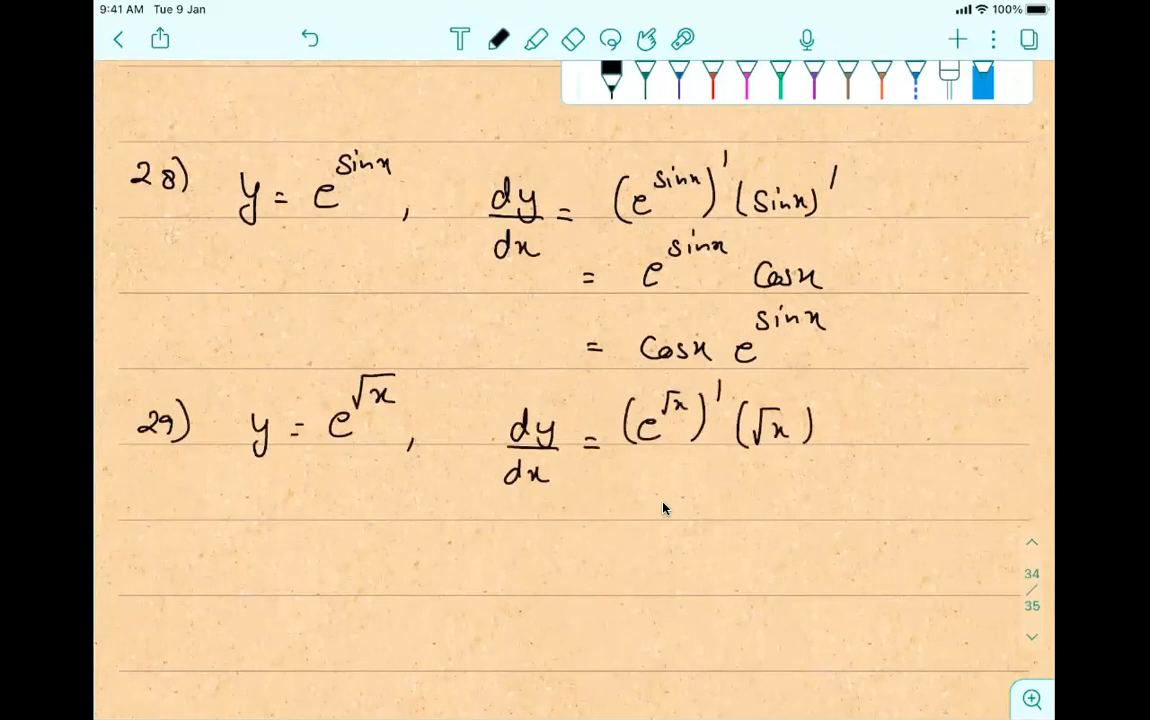 9:41 AM Tue 9 Jan 100%
28) y = e^{sinx}, dy/dx = (e^{sinx})' (sinx)'
= e^{sinx} Cosx
= Cosx e^{sinx}
29) y = e^{√x}, dy/dx = (e^{√x})' (√x)
34
/
35